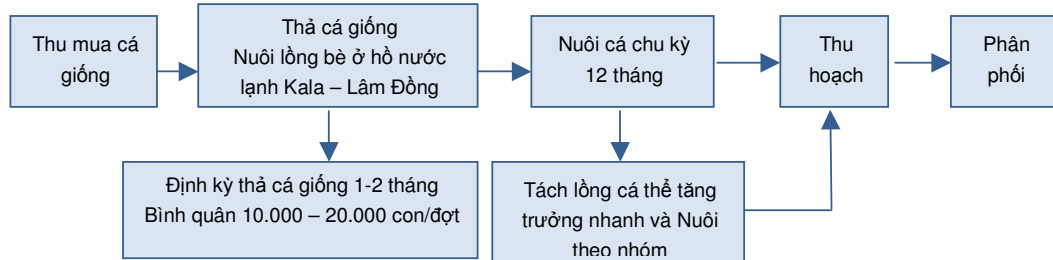 Thu mua cá
giống
Thả cá giống
Nuôi lồng bè ở hồ nước
lạnh Kala – Lâm Đồng
Nuôi cá chu kỳ
12 tháng
Thu
hoạch
Phân
phối
Định kỳ thả cá giống 1-2 tháng
Bình quân 10.000 – 20.000 con/đợt
Tách lồng cá thể tăng
trưởng nhanh và Nuôi
theo nhóm